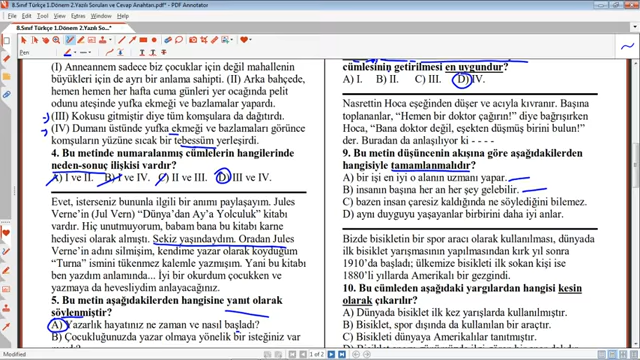 8.Sınıf Türkçe 1.Dönem 2.Yazılı Soruları ve Cevap Anahtarı.pdf* - PDF Annotator
8.Sınıf Türkçe 1.Dönem 2.Yazılı So...*
Pen
(I) Anneannem sadece biz çocuklar için değil mahallenin
büyükleri için de ayrı bir anlama sahipti. (II) Arka bahçede,
hemen hemen her hafta cuma günleri yer ocağında pelit
odunu ateşinde yufka ekmeği ve bazlamalar yapardı.
(III) Kokusu gitmiştir diye tüm komşulara da dağıtırdı.
(IV) Dumanı üstünde yufka ekmeği ve bazlamaları görünce
komşuların yüzüne sıcak bir tebessüm yerleşirdi.
4. Bu metinde numaralanmış cümlelerin hangilerinde
neden-sonuç ilişkisi vardır?
A) I ve II. B) I ve IV. C) II ve III. D) III ve IV.
Evet, isterseniz bununla ilgili bir anımı paylaşayım. Jules
Verne'in (Jul Vern) "Dünya'dan Ay'a Yolculuk" kitabı
vardır. Hiç unutmuyorum, babam bana bu kitabı karne
hediyesi olarak almıştı. Sekiz yaşındaydım. Oradan Jules
Verne'in adını silmişim, kendime yazar olarak koyduğum
"Turna" ismini tükenmez kalemle yazmışım. Yani bu kitabı
ben yazdım anlamında... İyi bir okurdum çocukken ve
yazmaya da hevesliydim anlayacağınız.
5. Bu metin aşağıdakilerden hangisine yanıt olarak
söylenmiştir?
A) Yazarlık hayatınız ne zaman ve nasıl başladı?
B) Çocukluğunuzda yazar olmaya yönelik bir isteğiniz var
cümlesinin getirilmesi en uygundur?
A) I. B) II. C) III. D) IV.
Nasrettin Hoca eşeğinden düşer ve acıyla kıvranır. Başına
toplananlar, "Hemen bir doktor çağırın!" diye bağrışırken
Hoca, "Bana doktor değil, eşekten düşmüş birini bulun!"
der. Buradan da anlaşılıyor ki - - - -
9. Bu metin düşüncenin akışına göre aşağıdakilerden
hangisiyle tamamlanmalıdır?
A) bir işi en iyi o alanın uzmanı yapar.
B) insanın başına her an her şey gelebilir.
C) bazen insan çaresiz kaldığında ne söylediğini bilemez.
D) aynı duyguyu yaşayanlar birbirini daha iyi anlar.
Bizde bisikletin bir spor aracı olarak kullanılması, dünyada
ilk bisiklet yarışmasının yapılmasından kırk yıl sonra
1910'da başladı; ülkemize bisikleti ilk sokan kişi ise
1880'li yıllarda Amerikalı bir gezgindi.
10. Bu cümleden aşağıdaki yargılardan hangisi kesin
olarak çıkarılır?
A) Dünyada bisiklet ilk kez yarışlarda kullanılmıştır.
B) Bisiklet, spor dışında da kullanılan bir araçtır.
C) Bisikleti dünyaya Amerikalılar tanıtmıştır.
1 of 2